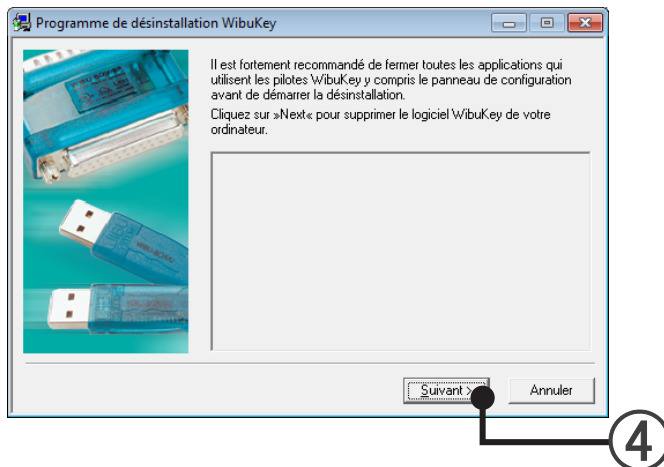 Programme de désinstallation WibuKey
Il est fortement recommandé de fermer toutes les applications qui
utilisent les pilotes WibuKey y compris le panneau de configuration
avant de démarrer la désinstallation.
Cliquez sur »Next« pour supprimer le logiciel WibuKey de votre
ordinateur.
Suivant >
Annuler
4